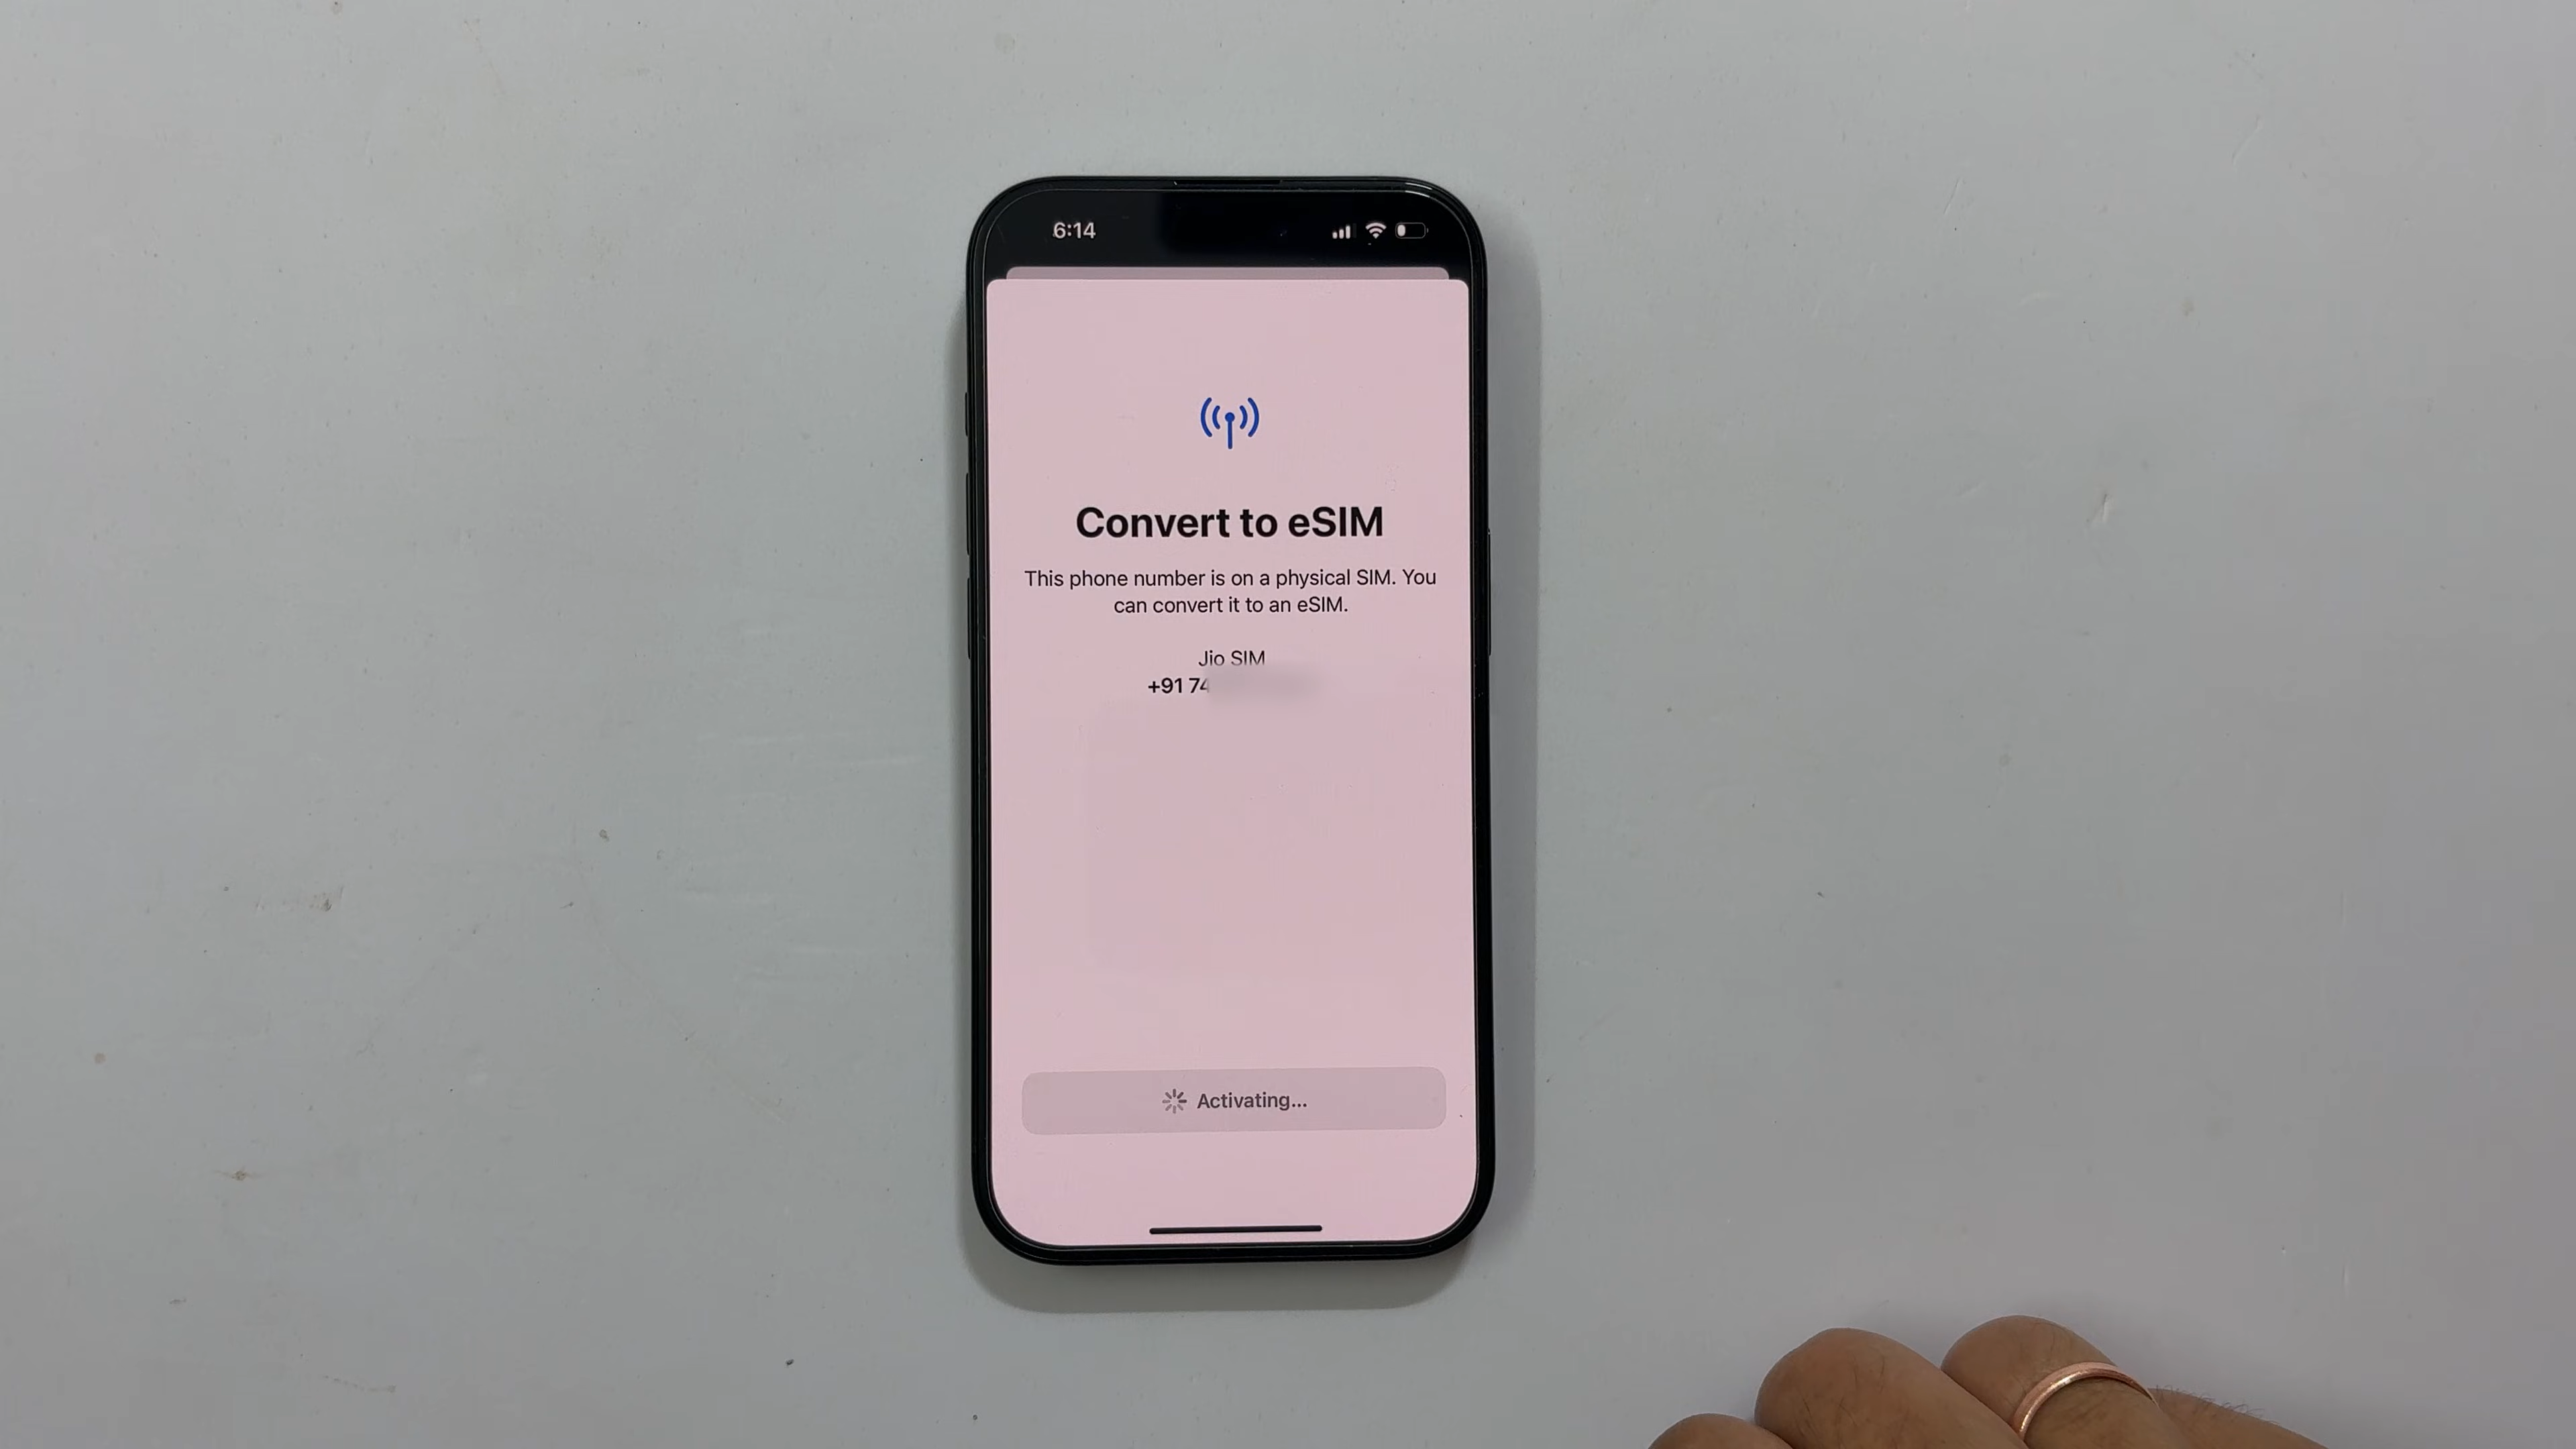 6:14
Convert to eSIM
This phone number is on a physical SIM. You
can convert it to an eSIM.
Jio SIM
+91 74
Activating...